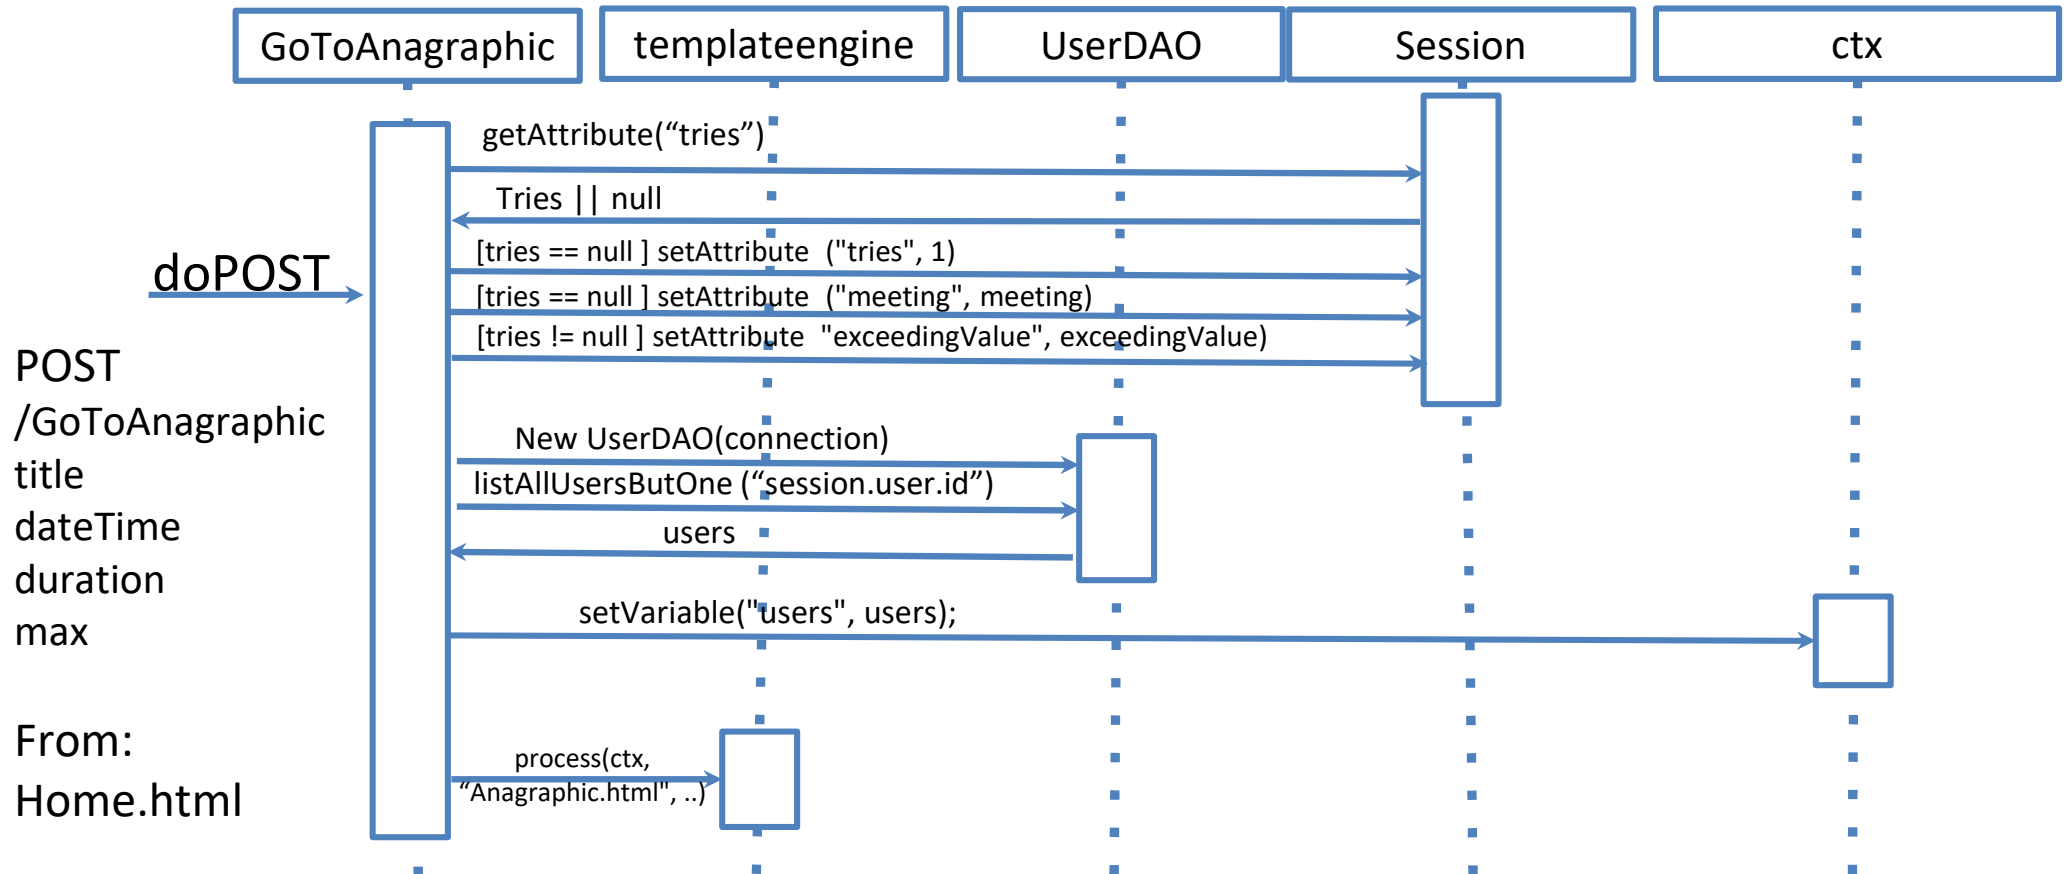 GoToAnagraphic
templateengine
UserDAO
Session
ctx
getAttribute(“tries”)
Tries || null
[tries == null ] setAttribute  ("tries", 1)
doPOST
[tries == null ] setAttribute  ("meeting", meeting)
[tries != null ] setAttribute  "exceedingValue", exceedingValue)
POST
/GoToAnagraphic
title
dateTime
duration
max
New UserDAO(connection)
listAllUsersButOne (“session.user.id”)
users
setVariable("users", users);
From:
Home.html
process(ctx,
“Anagraphic.html", ..)